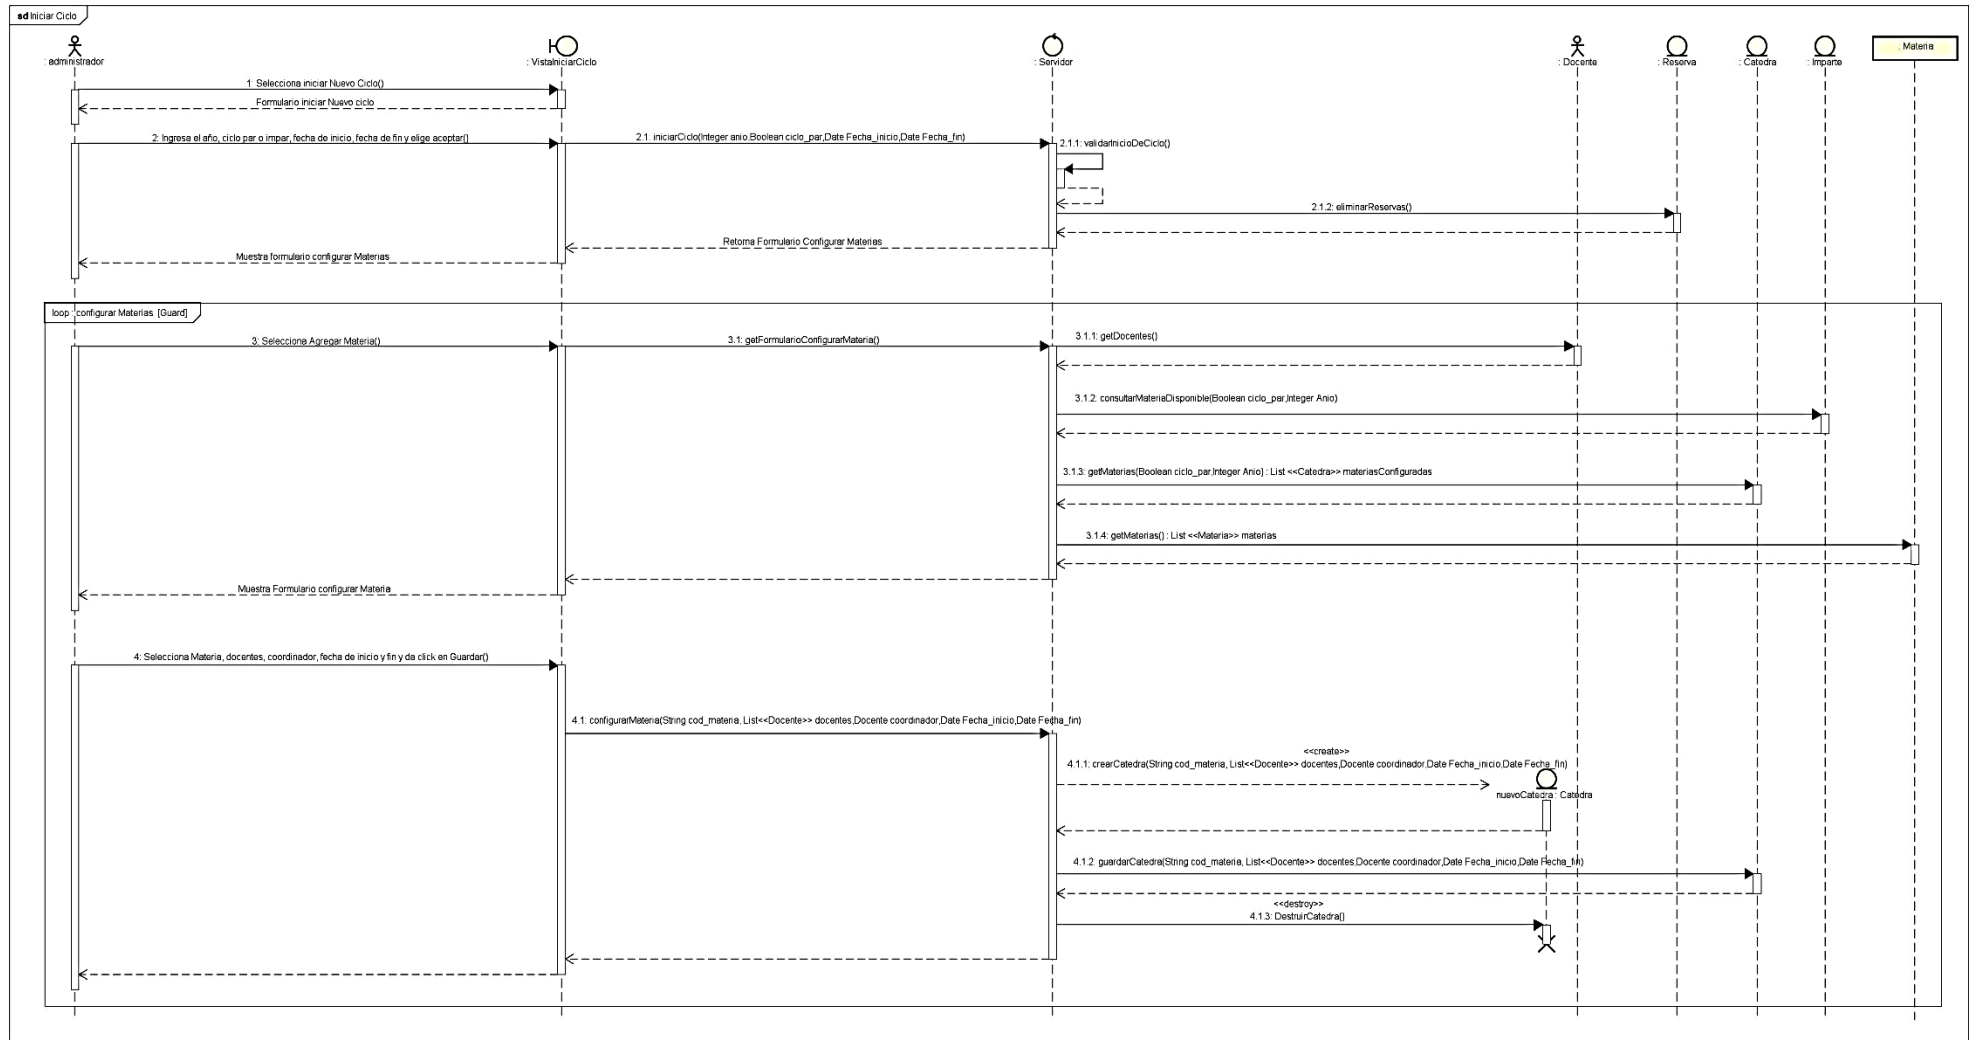 sd Iniciar Ciclo
: administrador
: VistaIniciarCiclo
: Servidor
: Docente
: Reserva
: Catedra
: Imparte
: Materia
1: Selecciona iniciar Nuevo Ciclo()
Formulario iniciar Nuevo ciclo
2: Ingresa el año, ciclo par o impar, fecha de inicio, fecha de fin y elige aceptar()
2.1: iniciarCiclo(Integer anio,Boolean ciclo_par,Date Fecha_inicio,Date Fecha_fin)
2.1.1: validarInicioDeCiclo()
2.1.2: eliminarReservas()
Retorna Formulario Configurar Materias
Muestra formulario configurar Materias
loop : configurar Materias [Guard]
3: Selecciona Agregar Materia()
3.1: getFormularioConfigurarMateria()
3.1.1: getDocentes()
3.1.2: consultarMateriaDisponible(Boolean ciclo_par,Integer Anio)
3.1.3: getMaterias(Boolean ciclo_par,Integer Anio) : List <<Catedra>> materiasConfiguradas
3.1.4: getMaterias() : List <<Materia>> materias
Muestra Formulario configurar Materia
4: Selecciona Materia, docentes, coordinador, fecha de inicio y fin y da click en Guardar()
4.1: configurarMateria(String cod_materia, List<<Docente>> docentes,Docente coordinador,Date Fecha_inicio,Date Fecha_fin)
<<create>>
4.1.1: crearCatedra(String cod_materia, List<<Docente>> docentes,Docente coordinador,Date Fecha_inicio,Date Fecha_fin)
nuevoCatedra : Catedra
4.1.2: guardarCatedra(String cod_materia, List<<Docente>> docentes,Docente coordinador,Date Fecha_inicio,Date Fecha_fin)
<<destroy>>
4.1.3: DestruirCatedra()